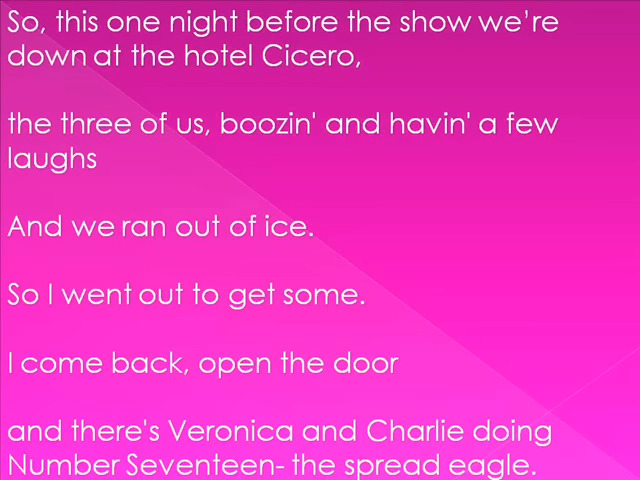 So, this one night before the show we’re
down at the hotel Cicero,
the three of us, boozin' and havin' a few
laughs
And we ran out of ice.
So I went out to get some.
I come back, open the door
and there's Veronica and Charlie doing
Number Seventeen- the spread eagle.